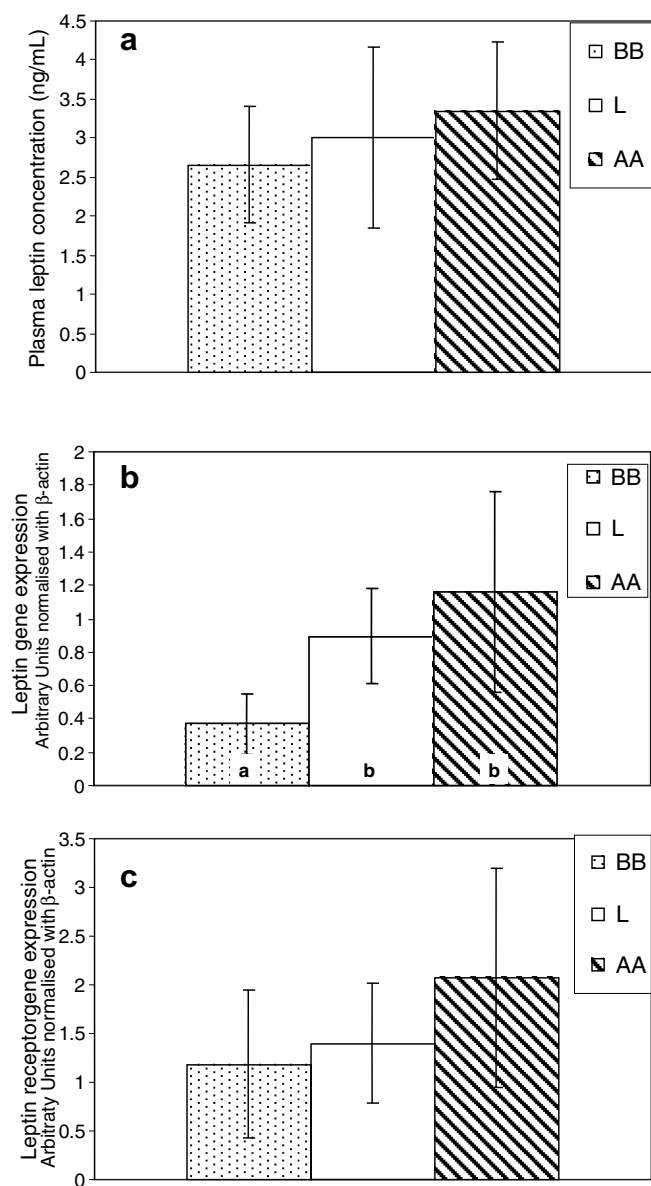 a
Plasma leptin concentration (ng/mL)
4.5
4
3.5
3
2.5
2
1.5
1
0.5
0
BB
L
AA
b
Leptin gene expression
Arbitrary Units normalised with β-actin
2
1.8
1.6
1.4
1.2
1
0.8
0.6
0.4
0.2
0
a
b
b
BB
L
AA
c
Leptin receptorgene expression
Arbitraty Units normalised with β-actin
3.5
3
2.5
2
1.5
1
0.5
0
BB
L
AA